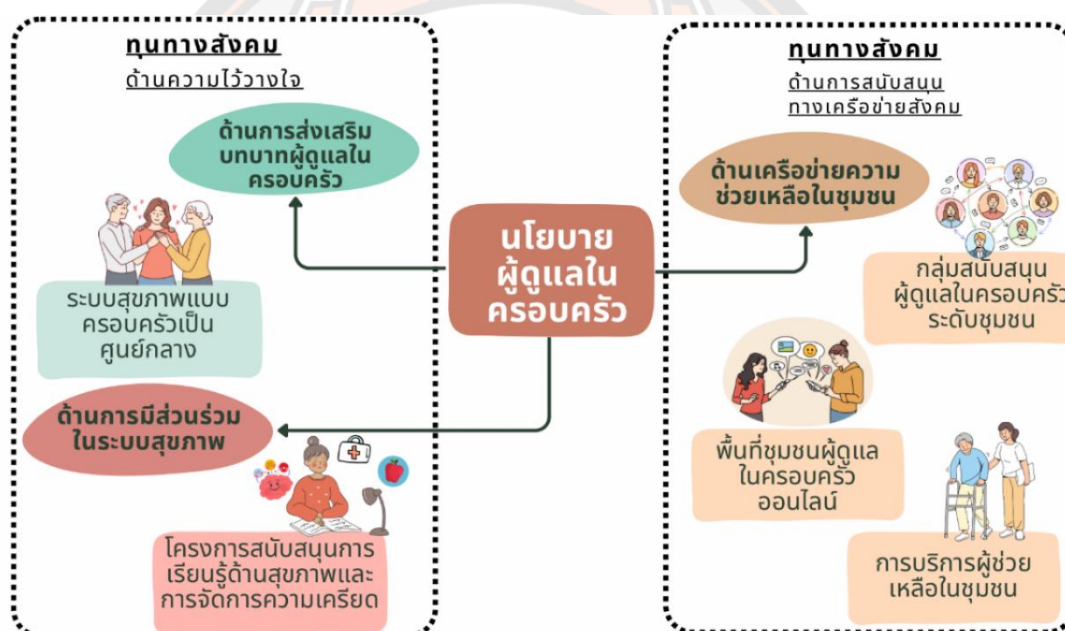 ทุนทางสังคม
ด้านความไว้วางใจ
ด้านการส่งเสริม
บทบาทผู้ดูแลใน
ครอบครัว
ระบบสุขภาพแบบ
ครอบครัวเป็น
ศูนย์กลาง
ด้านการมีส่วนร่วม
ในระบบสุขภาพ
โครงการสนับสนุนการ
เรียนรู้ด้านสุขภาพและ
การจัดการความเครียด
นโยบาย
ผู้ดูแลใน
ครอบครัว
ทุนทางสังคม
ด้านการสนับสนุน
ทางเครือข่ายสังคม
ด้านเครือข่ายความ
ช่วยเหลือในชุมชน
กลุ่มสนับสนุน
ผู้ดูแลในครอบครัว
ระดับชุมชน
พื้นที่ชุมชนผู้ดูแล
ในครอบครัว
ออนไลน์
การบริการผู้ช่วย
เหลือในชุมชน